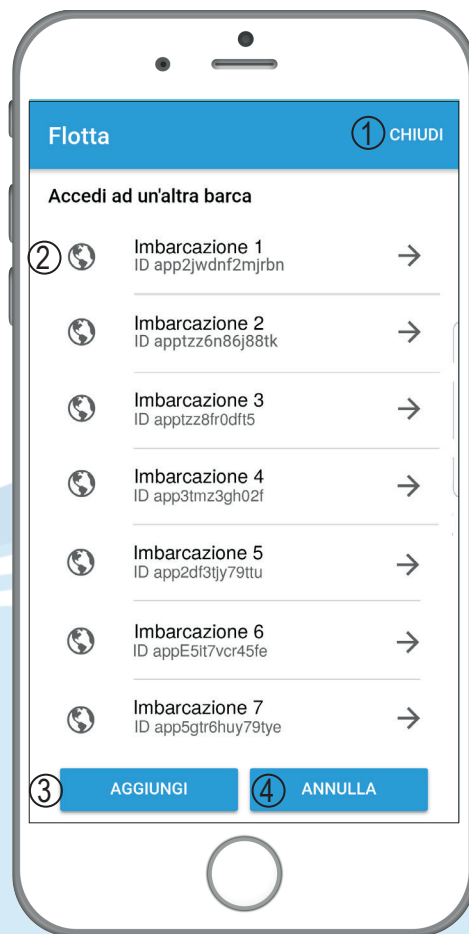 Flotta
① CHIUDI
Accedi ad un'altra barca
② Imbarcazione 1
ID app2jwdnf2mjrbn
Imbarcazione 2
ID apptzz6n86j88tk
Imbarcazione 3
ID apptzz8fr0dft5
Imbarcazione 4
ID app3tmz3gh02f
Imbarcazione 5
ID app2df3tjy79ttu
Imbarcazione 6
ID appE5it7vcr45fe
Imbarcazione 7
ID app5gtr6huy79tye
③ AGGIUNGI
④ ANNULLA